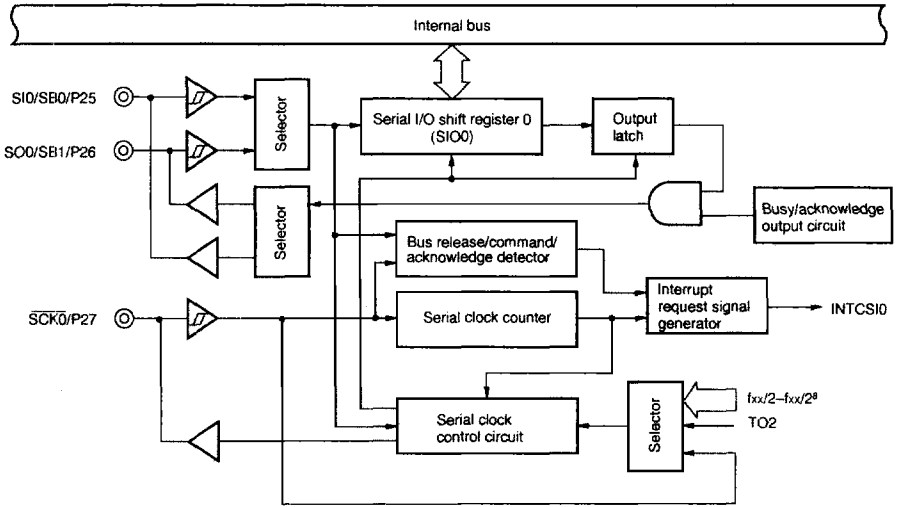 Internal bus
SI0/SB0/P25
Selector
Serial I/O shift register 0
(SIO0)
Output
latch
SO0/SB1/P26
Selector
Busy/acknowledge
output circuit
Bus release/command/
acknowledge detector
Interrupt
request signal
generator
INTCSI0
SCK0/P27
Serial clock counter
fxx/2–fxx/2⁸
TO2
Selector
Serial clock
control circuit